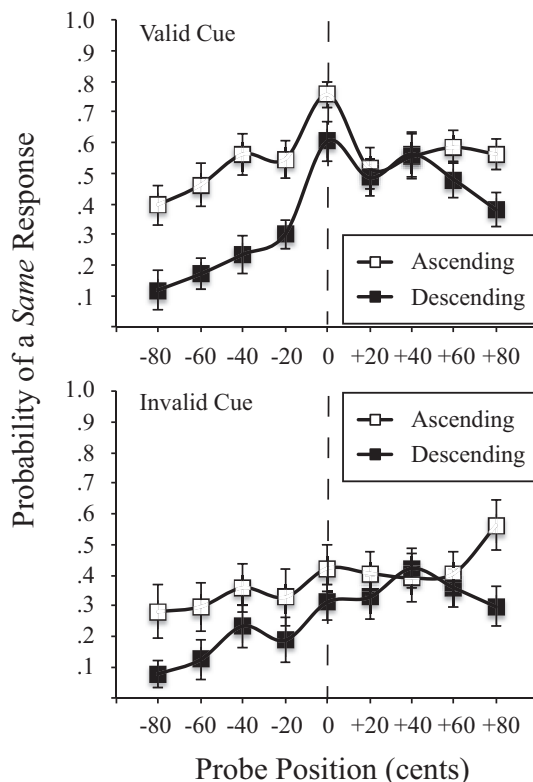 Probability of a Same Response
1.0
.9
.8
.7
.6
.5
.4
.3
.2
.1
Valid Cue
Ascending
Descending
-80 -60 -40 -20 0 +20 +40 +60 +80
1.0
.9
.8
.7
.6
.5
.4
.3
.2
.1
Invalid Cue
Ascending
Descending
-80 -60 -40 -20 0 +20 +40 +60 +80
Probe Position (cents)